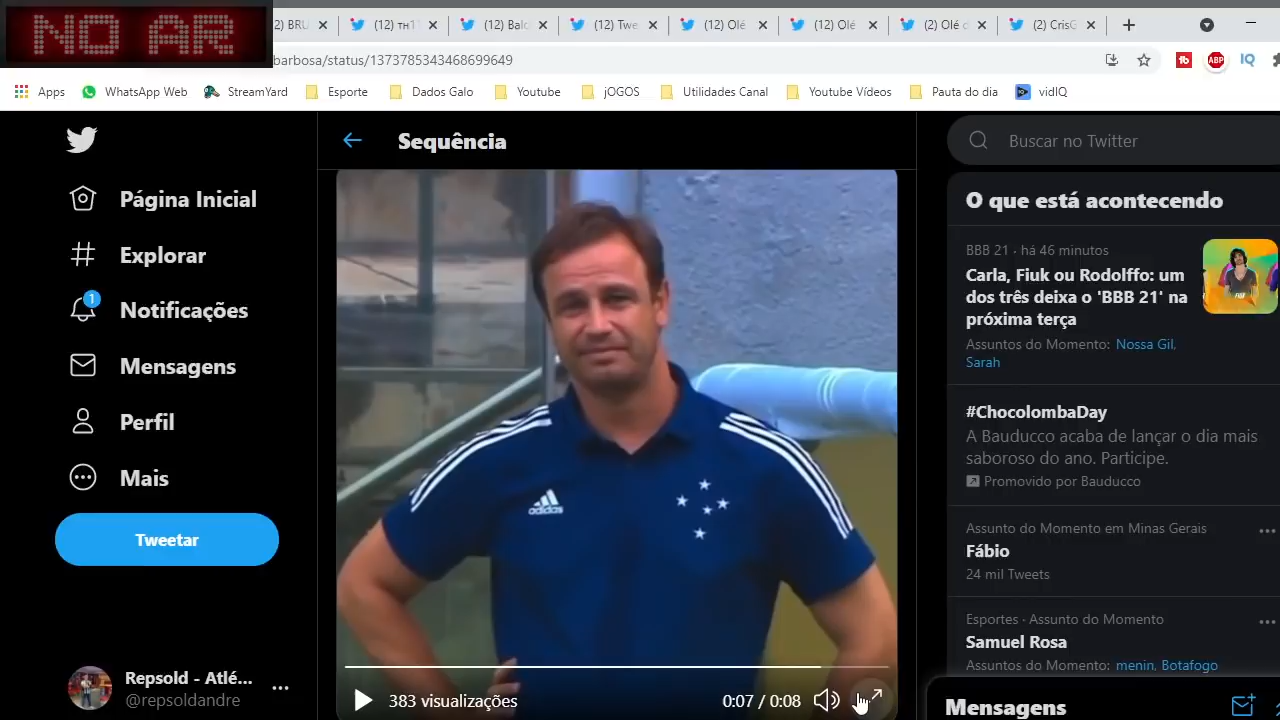 NO AR
2) BRU
(12) TH1
(12) Balc
(12) Twe
(2) Olé d
(2) CrisG
barbosa/status/1373785343468699649
Apps
WhatsApp Web
StreamYard
Esporte
Dados Galo
Youtube
jOGOS
Utilidades Canal
Youtube Vídeos
Pauta do dia
vidIQ
tb
ABP
IQ
Sequência
Buscar no Twitter
Página Inicial
Explorar
1
Notificações
Mensagens
Perfil
Mais
Tweetar
Repsold - Atlé...
@repsoldandre
adidas
383 visualizações
0:07 / 0:08
O que está acontecendo
BBB 21 · há 46 minutos
Carla, Fiuk ou Rodolffo: um
dos três deixa o 'BBB 21' na
próxima terça
Assuntos do Momento: Nossa Gil,
Sarah
#ChocolombaDay
A Bauducco acaba de lançar o dia mais
saboroso do ano. Participe.
Promovido por Bauducco
Assunto do Momento em Minas Gerais
Fábio
24 mil Tweets
Esportes · Assunto do Momento
Samuel Rosa
Assuntos do Momento: menin, Botafogo
Mensagens